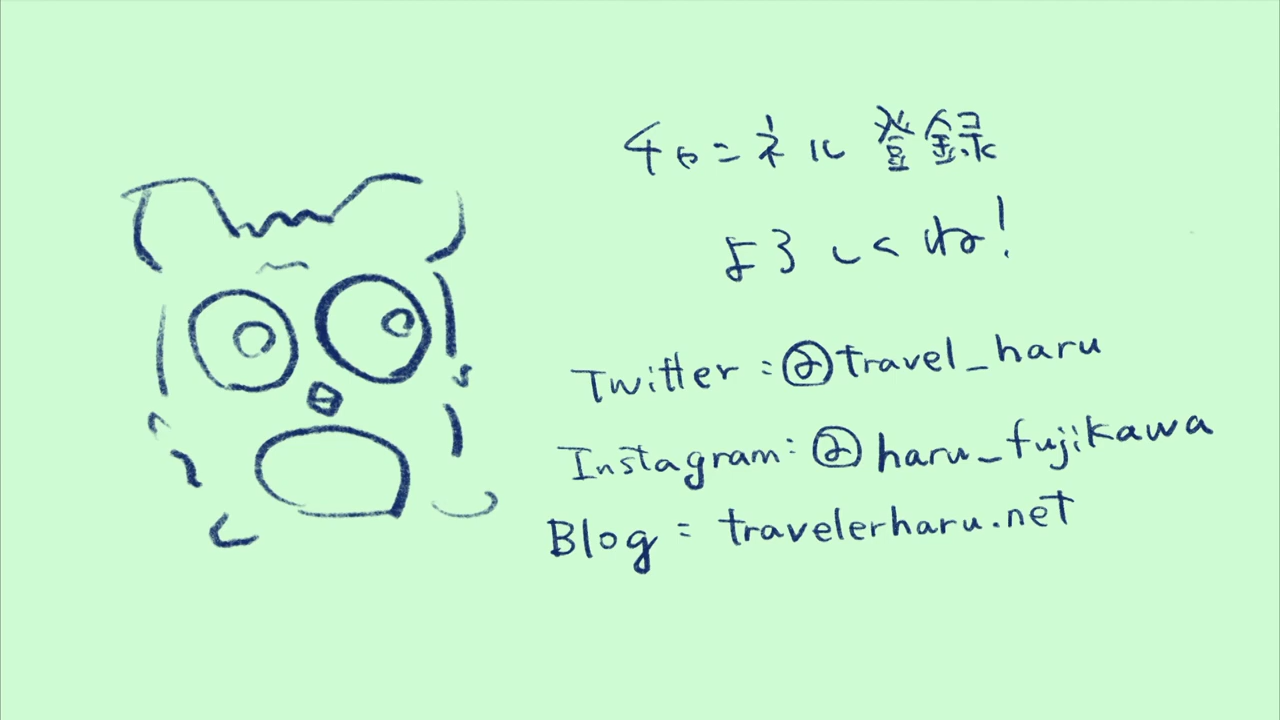 チャンネル登録
よろしくね!
Twitter:@travel_haru
Instagram:@haru_fujikawa
Blog:travelerharu.net